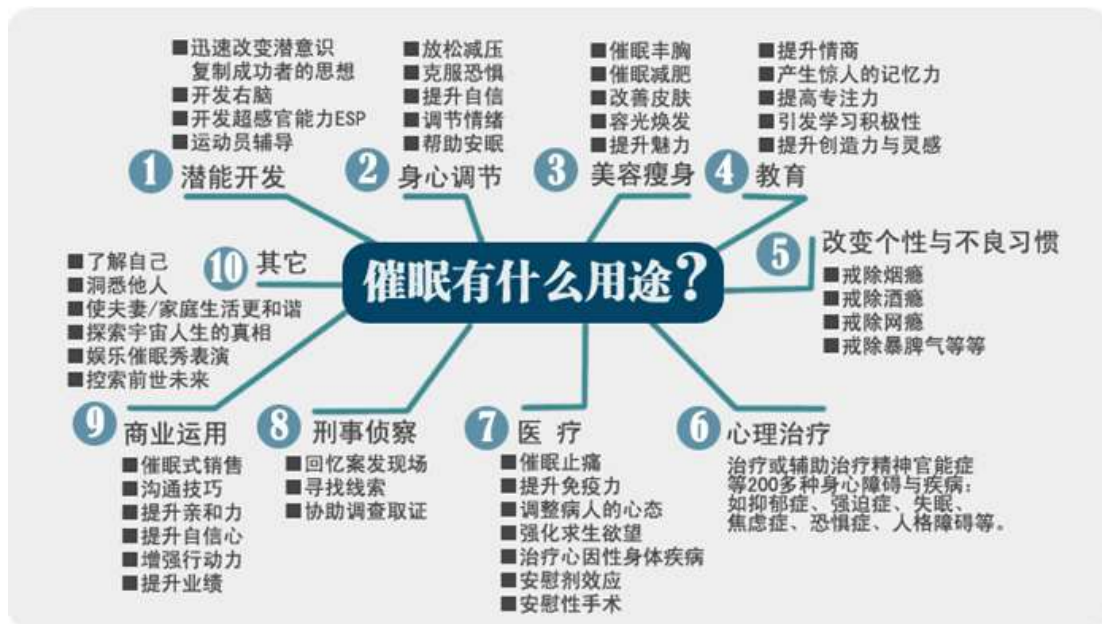 催眠有什么用途?
■迅速改变潜意识
复制成功者的思想
■开发右脑
■开发超感官能力ESP
■运动员辅导
1 潜能开发
■放松减压
■克服恐惧
■提升自信
■调节情绪
■帮助安眠
2 身心调节
■催眠丰胸
■催眠减肥
■改善皮肤
■容光焕发
■提升魅力
3 美容瘦身
■提升情商
■产生惊人的记忆力
■提高专注力
■引发学习积极性
■提升创造力与灵感
4 教育
5 改变个性与不良习惯
■戒除烟瘾
■戒除酒瘾
■戒除网瘾
■戒除暴脾气等等
6 心理治疗
治疗或辅助治疗精神官能症
等200多种身心障碍与疾病:
如抑郁症、强迫症、失眠、
焦虑症、恐惧症、人格障碍等。
7 医 疗
■催眠止痛
■提升免疫力
■调整病人的心态
■强化求生欲望
■治疗心因性身体疾病
■安慰剂效应
■安慰性手术
8 刑事侦察
■回忆案发现场
■寻找线索
■协助调查取证
9 商业运用
■催眠式销售
■沟通技巧
■提升亲和力
■提升自信心
■增强行动力
■提升业绩
10 其它
■了解自己
■洞悉他人
■使夫妻/家庭生活更和谐
■探索宇宙人生的真相
■娱乐催眠秀表演
■控索前世未来